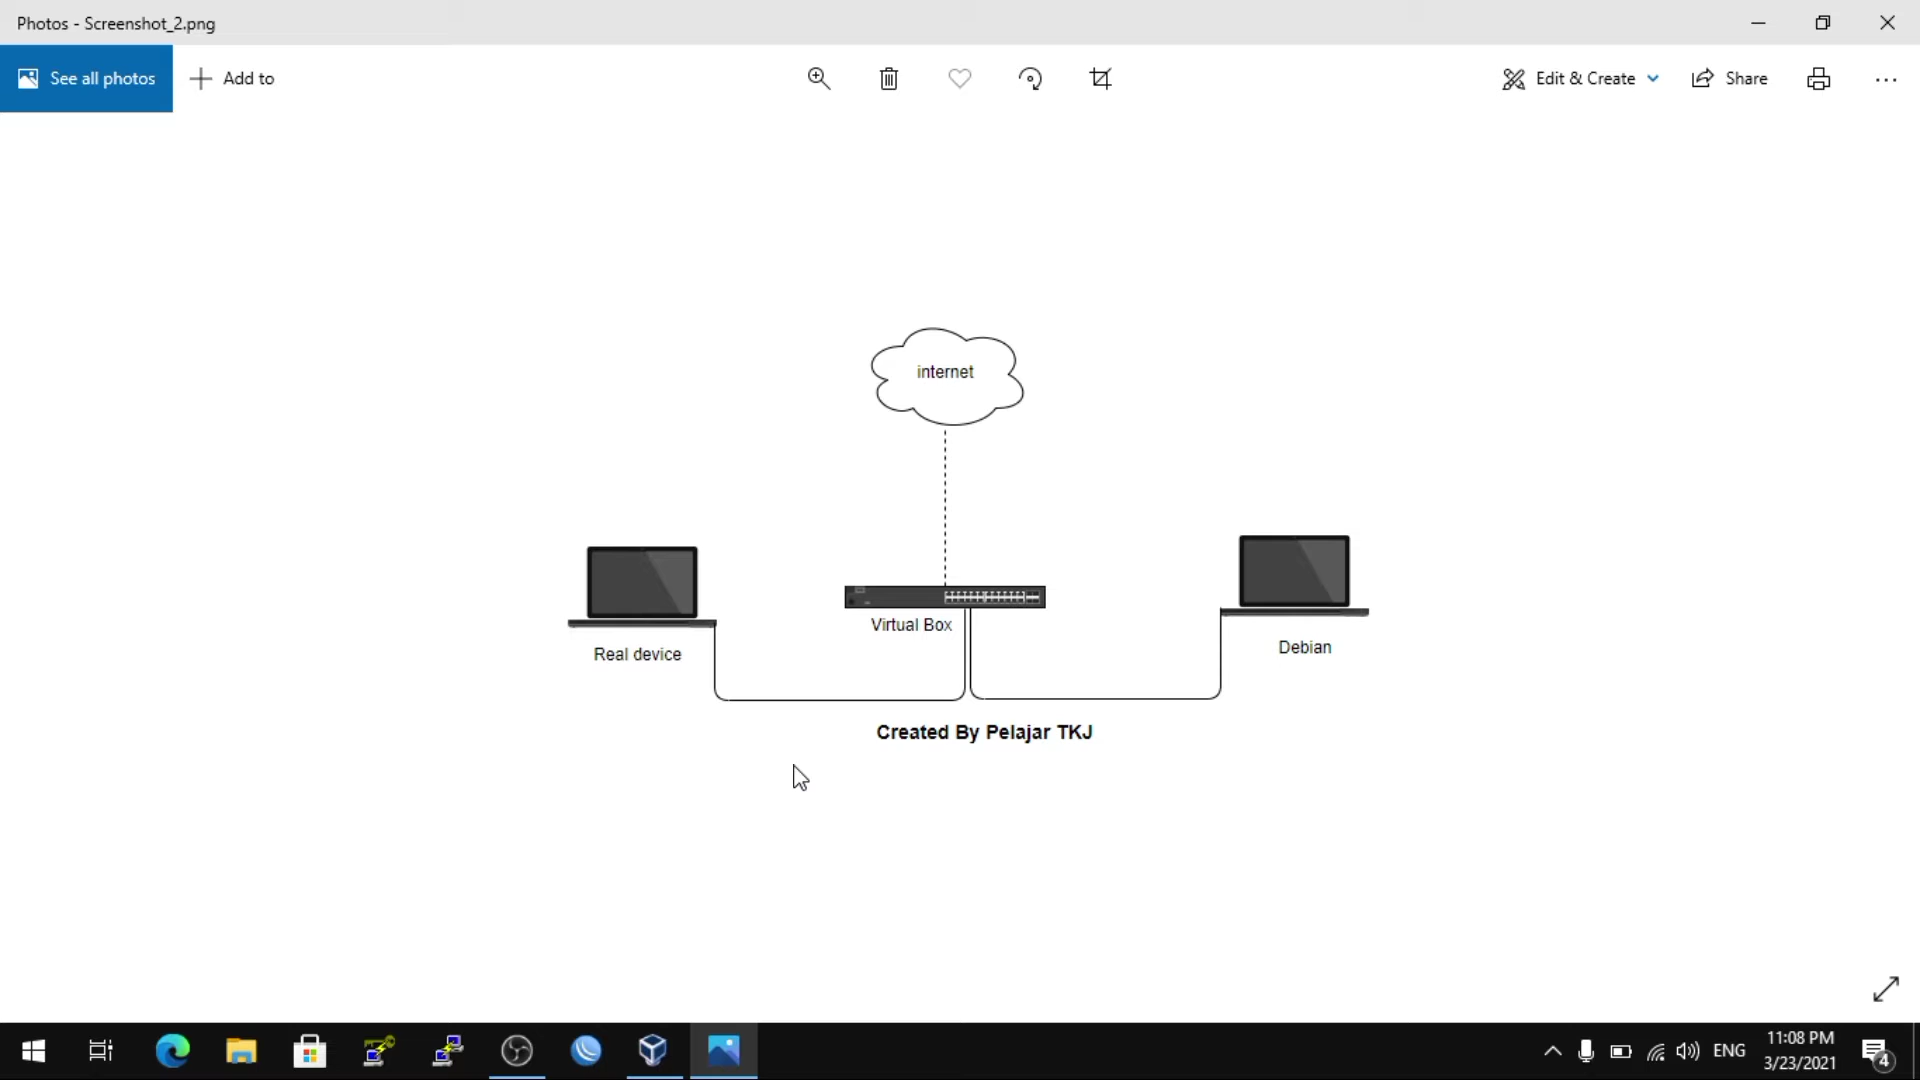 Photos - Screenshot_2.png
See all photos
Add to
Edit & Create
Share
internet
Virtual Box
Real device
Debian
Created By Pelajar TKJ
ENG
11:08 PM
3/23/2021
4